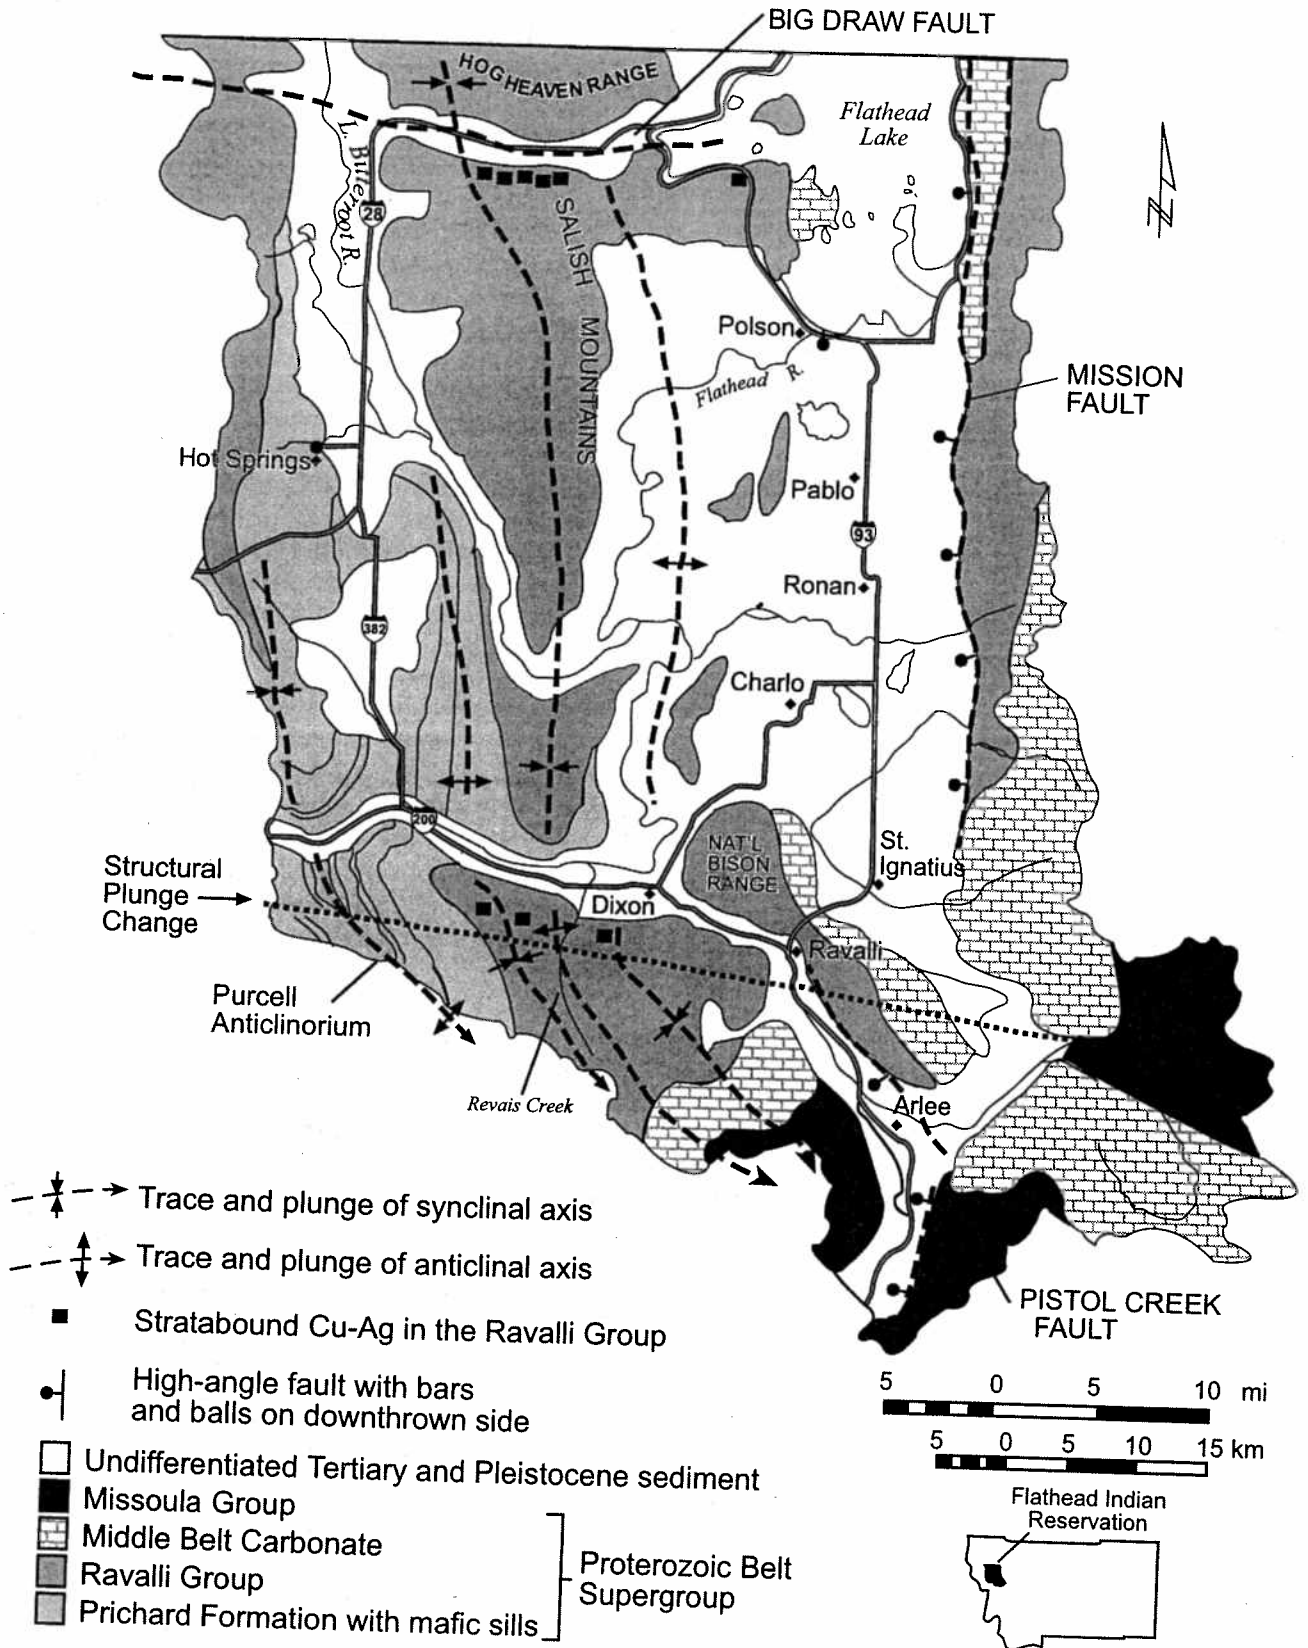 BIG DRAW FAULT
HOG HEAVEN RANGE
Flathead
Lake
L. Bitterroot R.
28
SALISH MOUNTAINS
Polson
Flathead R.
MISSION
FAULT
Hot Springs
Pablo
93
Ronan
382
Charlo
200
NAT'L
BISON
RANGE
St.
Ignatius
Structural
Plunge
Change
Dixon
Ravalli
Purcell
Anticlinorium
Revais Creek
Arlee
Trace and plunge of synclinal axis
Trace and plunge of anticlinal axis
PISTOL CREEK
FAULT
Stratabound Cu-Ag in the Ravalli Group
High-angle fault with bars
and balls on downthrown side
5 0 5 10 mi
5 0 5 10 15 km
Undifferentiated Tertiary and Pleistocene sediment
Missoula Group
Middle Belt Carbonate
Ravalli Group
Prichard Formation with mafic sills
Proterozoic Belt
Supergroup
Flathead Indian
Reservation